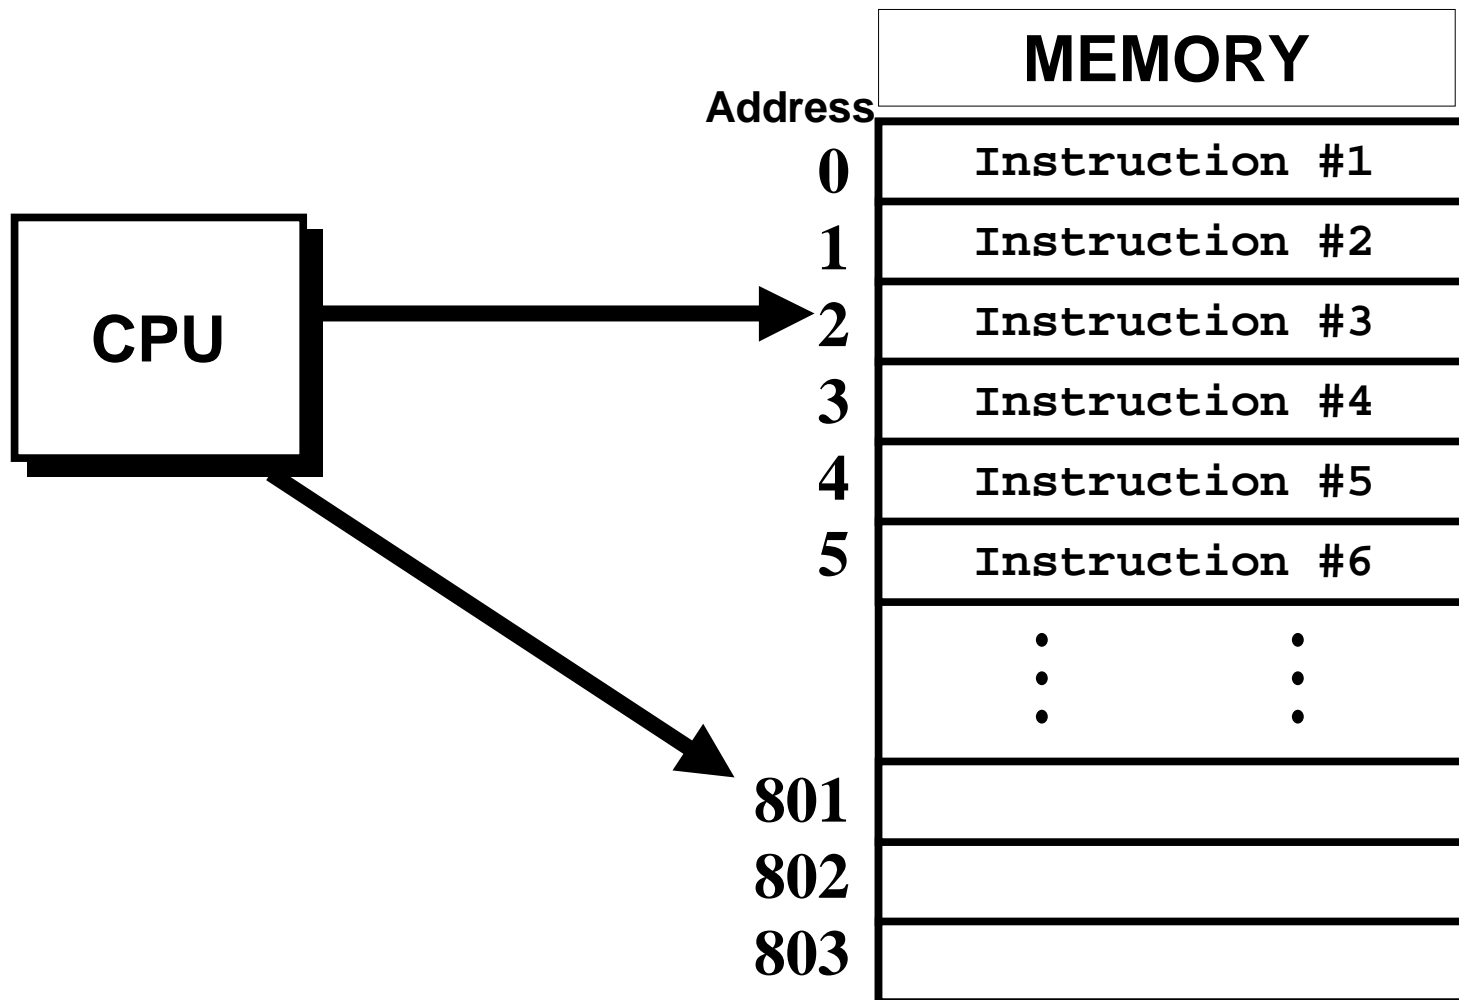 MEMORY
Address
0 Instruction #1
1 Instruction #2
CPU
2 Instruction #3
3 Instruction #4
4 Instruction #5
5 Instruction #6
801
802
803